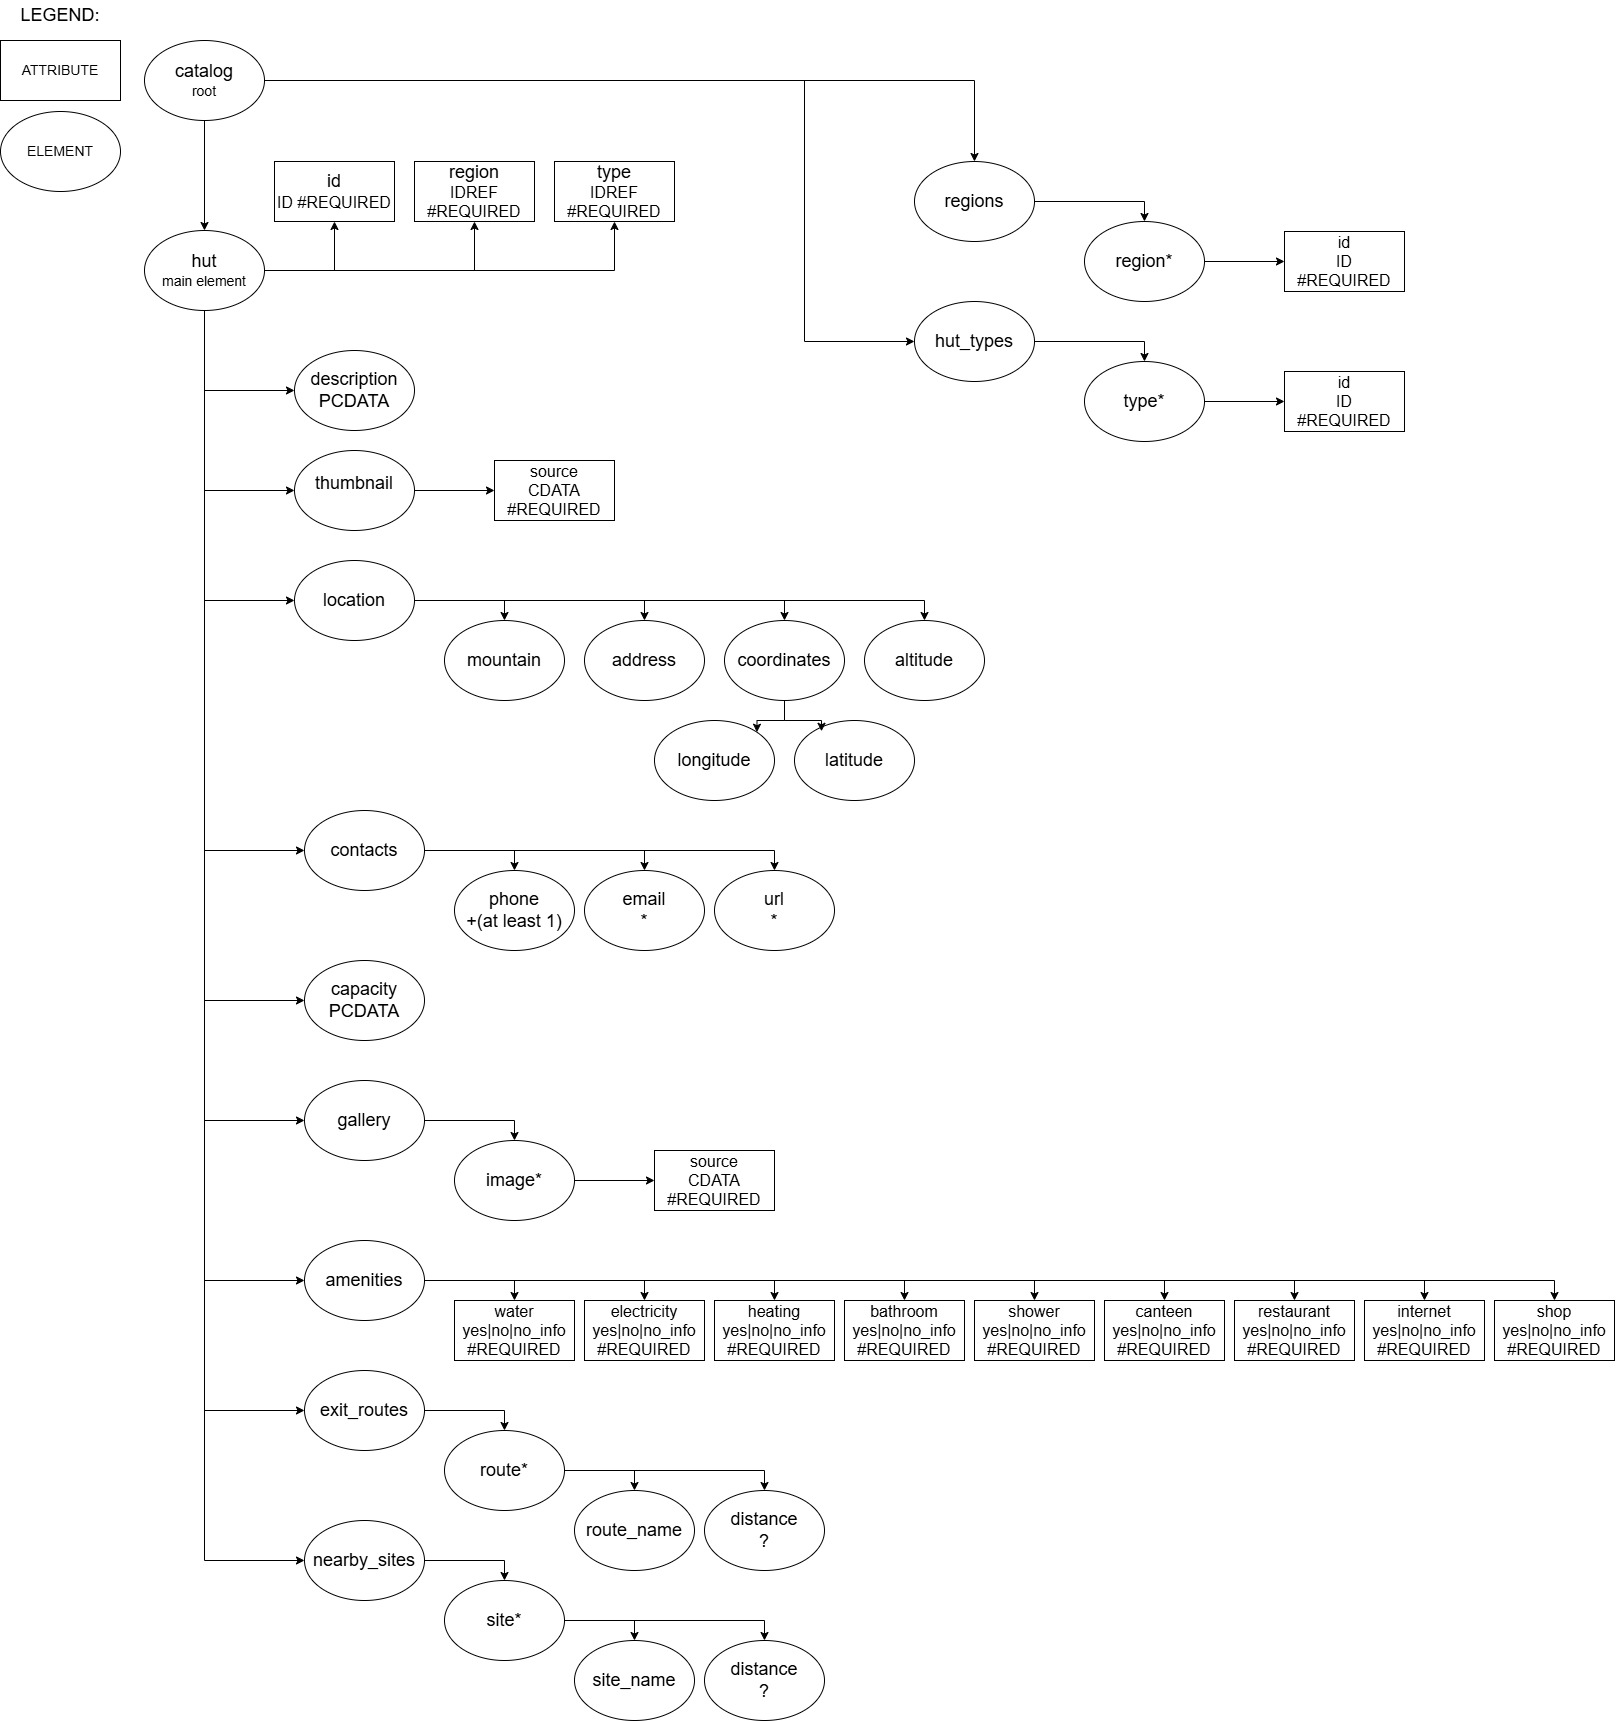 LEGEND:
ATTRIBUTE
ELEMENT
catalog
root
id
ID #REQUIRED
region
IDREF
#REQUIRED
type
IDREF
#REQUIRED
hut
main element
regions
region*
id
ID
#REQUIRED
hut_types
type*
id
ID
#REQUIRED
description
PCDATA
thumbnail
source
CDATA
#REQUIRED
location
mountain
address
coordinates
altitude
longitude
latitude
contacts
phone
+(at least 1)
email
*
url
*
capacity
PCDATA
gallery
image*
source
CDATA
#REQUIRED
amenities
water
yes|no|no_info
#REQUIRED
electricity
yes|no|no_info
#REQUIRED
heating
yes|no|no_info
#REQUIRED
bathroom
yes|no|no_info
#REQUIRED
shower
yes|no|no_info
#REQUIRED
canteen
yes|no|no_info
#REQUIRED
restaurant
yes|no|no_info
#REQUIRED
internet
yes|no|no_info
#REQUIRED
shop
yes|no|no_info
#REQUIRED
exit_routes
route*
route_name
distance
?
nearby_sites
site*
site_name
distance
?